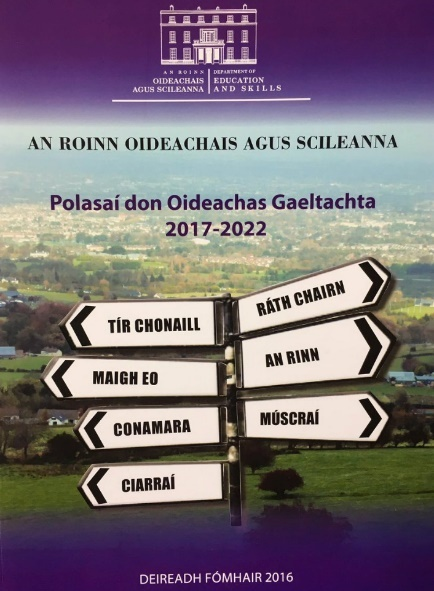 AN ROINN
OIDEACHAIS
AGUS SCILEANNA
DEPARTMENT OF
EDUCATION
AND SKILLS
AN ROINN OIDEACHAIS AGUS SCILEANNA
Polasaí don Oideachas Gaeltachta
2017-2022
TÍR CHONAILL
RÁTH CHAIRN
MAIGH EO
AN RINN
CONAMARA
MÚSCRAÍ
CIARRAÍ
DEIREADH FÓMHAIR 2016